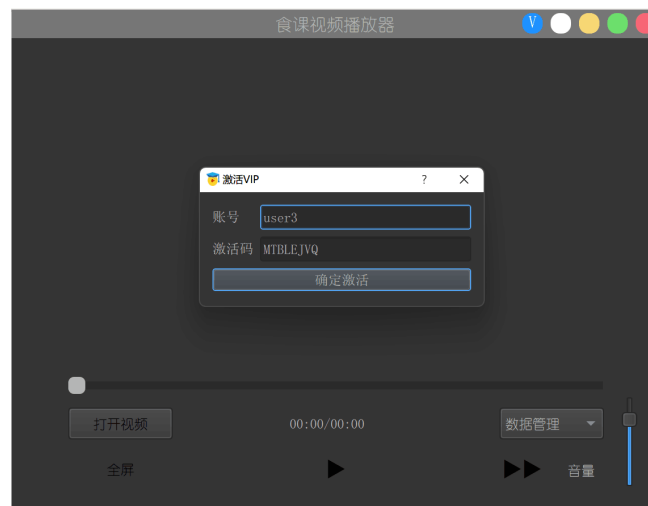 食课视频播放器
V
激活VIP
?
账号 user3
激活码 MTBLEJVQ
确定激活
打开视频 00:00/00:00 数据管理
全屏 音量